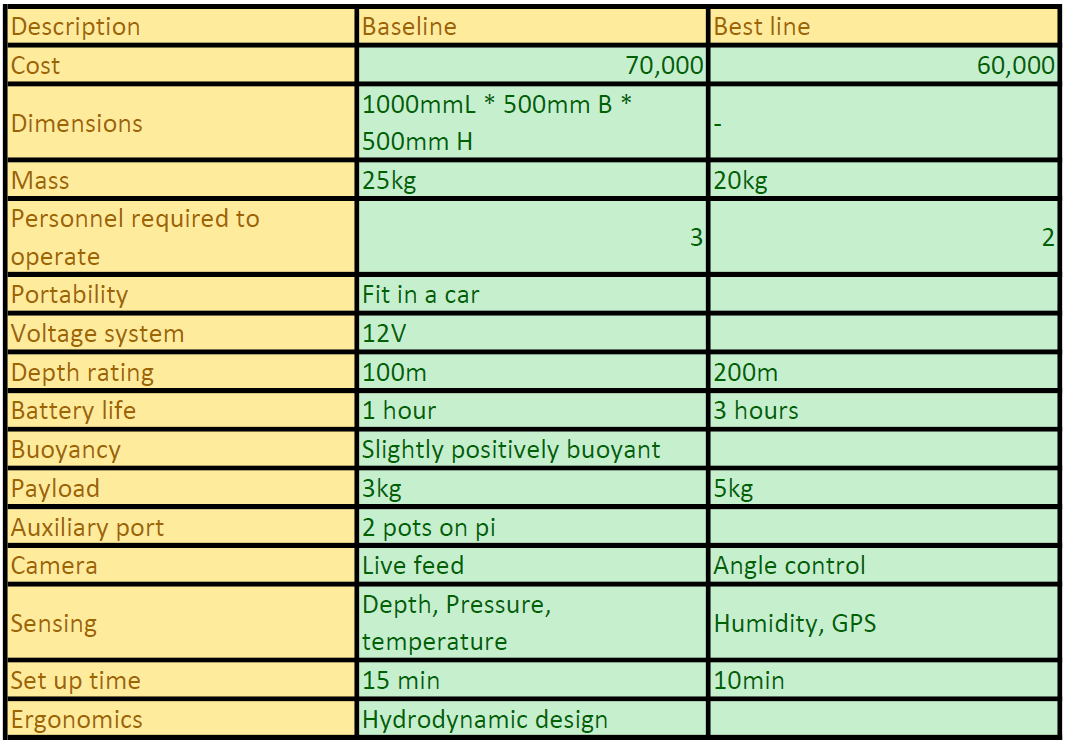 Description Baseline Best line
Cost 70,000 60,000
Dimensions 1000mmL * 500mm B *
500mm H -
Mass 25kg 20kg
Personnel required to
operate 3 2
Portability Fit in a car
Voltage system 12V
Depth rating 100m 200m
Battery life 1 hour 3 hours
Buoyancy Slightly positively buoyant
Payload 3kg 5kg
Auxiliary port 2 pots on pi
Camera Live feed Angle control
Sensing Depth, Pressure,
temperature Humidity, GPS
Set up time 15 min 10min
Ergonomics Hydrodynamic design